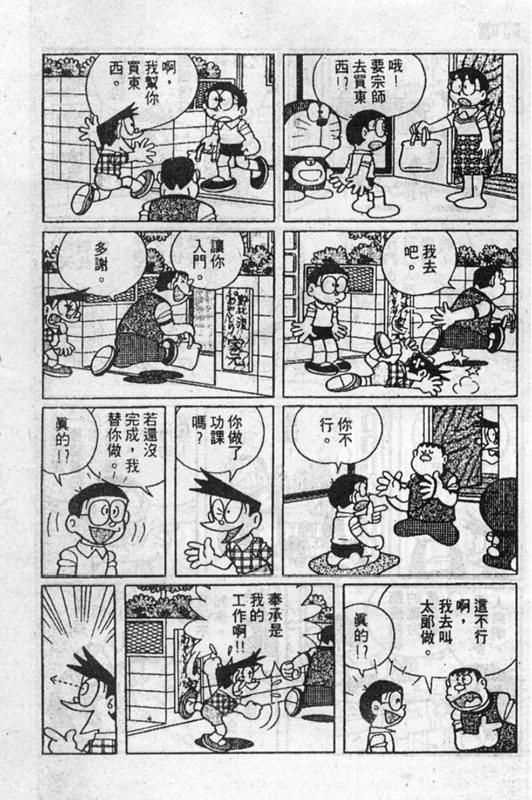 哦！
要宗師
去買東
西!?
啊，
我幫你
買東
西。
我去
吧。
讓你
入門。
多謝。
你不
行。
你做了
功課
嗎？
若還沒
完成，我
替你做。
眞的!?
這不行
啊，
我去叫
太郎做。
眞的!?
奉承是
我的
工作啊!!